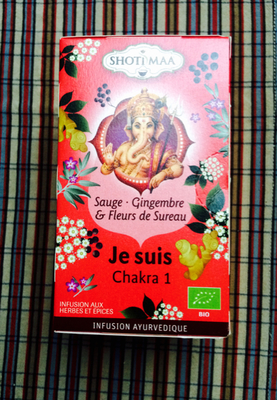 SHOTI MAA
Sauge · Gingembre
& Fleurs de Sureau
Je suis
Chakra 1
INFUSION AUX
HERBES ET ÉPICES
BIO
INFUSION AYURVEDIQUE